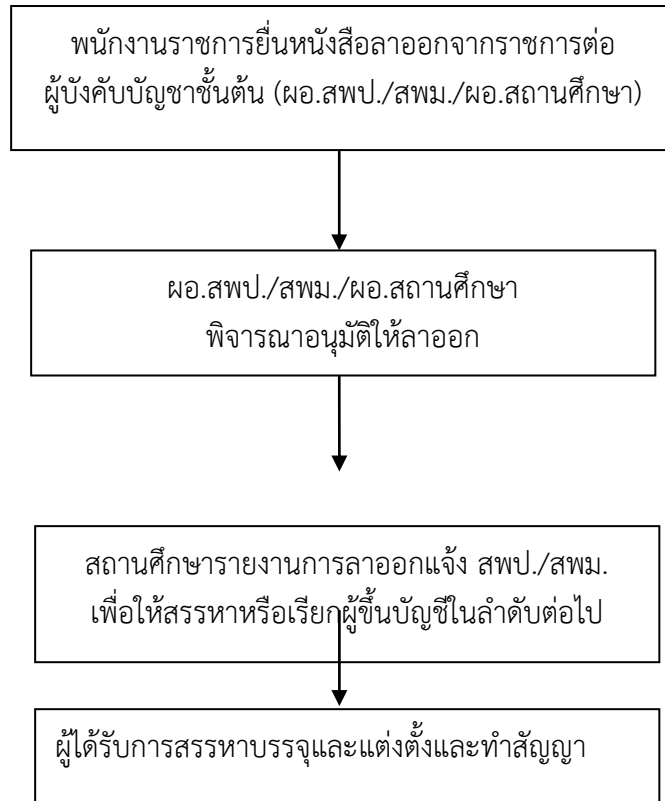 พนักงานราชการยื่นหนังสือลาออกจากราชการต่อ
ผู้บังคับบัญชาชั้นต้น (ผอ.สพป./สพม./ผอ.สถานศึกษา)
ผอ.สพป./สพม./ผอ.สถานศึกษา
พิจารณาอนุมัติให้ลาออก
สถานศึกษารายงานการลาออกแจ้ง สพป./สพม.
เพื่อให้สรรหาหรือเรียกผู้ขึ้นบัญชีในลำดับต่อไป
ผู้ได้รับการสรรหาบรรจุและแต่งตั้งและทำสัญญา